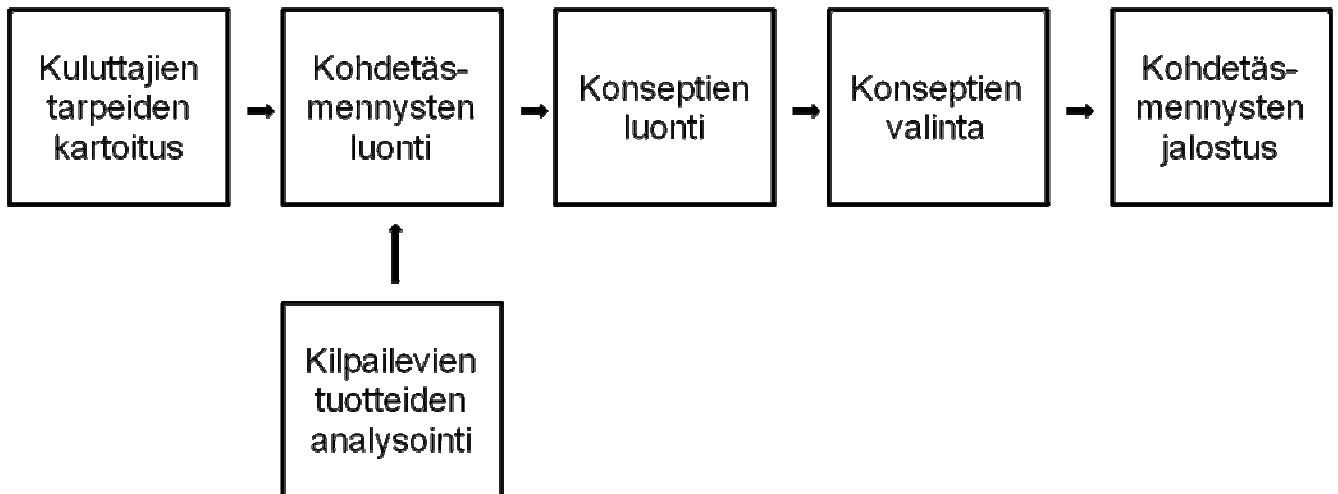 Kuluttajien
tarpeiden
kartoitus
Kohdetäs-
mennysten
luonti
Konseptien
luonti
Konseptien
valinta
Kohdetäs-
mennysten
jalostus
Kilpailevien
tuotteiden
analysointi